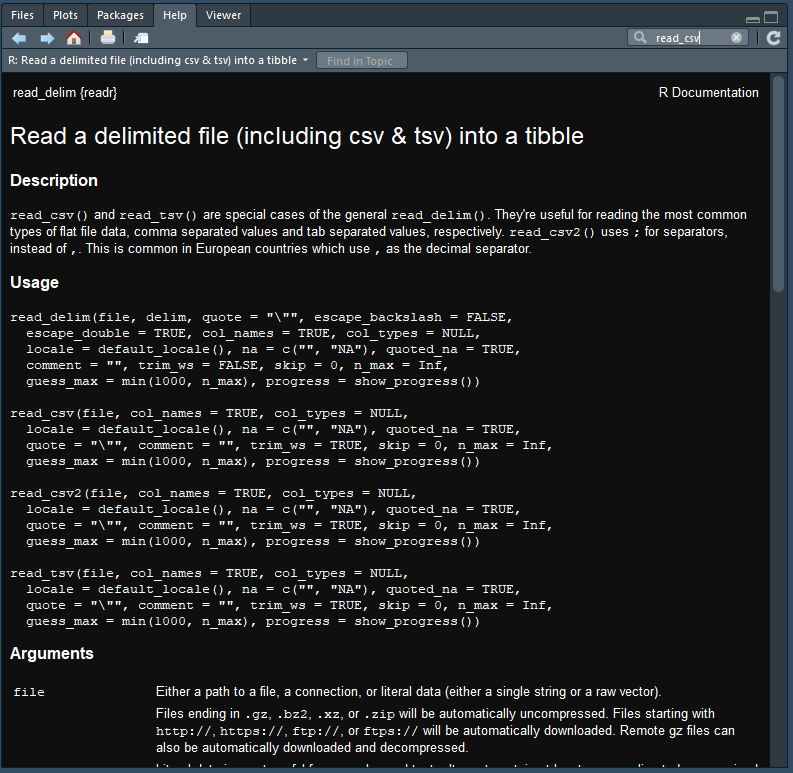 Files Plots Packages Help Viewer
read_csv
R: Read a delimited file (including csv & tsv) into a tibble Find in Topic
read_delim {readr} R Documentation
Read a delimited file (including csv & tsv) into a tibble
Description
read_csv() and read_tsv() are special cases of the general read_delim(). They're useful for reading the most common
types of flat file data, comma separated values and tab separated values, respectively. read_csv2() uses ; for separators,
instead of ,. This is common in European countries which use , as the decimal separator.
Usage
read_delim(file, delim, quote = "\"", escape_backslash = FALSE,
  escape_double = TRUE, col_names = TRUE, col_types = NULL,
  locale = default_locale(), na = c("", "NA"), quoted_na = TRUE,
  comment = "", trim_ws = FALSE, skip = 0, n_max = Inf,
  guess_max = min(1000, n_max), progress = show_progress())
read_csv(file, col_names = TRUE, col_types = NULL,
  locale = default_locale(), na = c("", "NA"), quoted_na = TRUE,
  quote = "\"", comment = "", trim_ws = TRUE, skip = 0, n_max = Inf,
  guess_max = min(1000, n_max), progress = show_progress())
read_csv2(file, col_names = TRUE, col_types = NULL,
  locale = default_locale(), na = c("", "NA"), quoted_na = TRUE,
  quote = "\"", comment = "", trim_ws = TRUE, skip = 0, n_max = Inf,
  guess_max = min(1000, n_max), progress = show_progress())
read_tsv(file, col_names = TRUE, col_types = NULL,
  locale = default_locale(), na = c("", "NA"), quoted_na = TRUE,
  quote = "\"", comment = "", trim_ws = TRUE, skip = 0, n_max = Inf,
  guess_max = min(1000, n_max), progress = show_progress())
Arguments
file Either a path to a file, a connection, or literal data (either a single string or a raw vector).
Files ending in .gz, .bz2, .xz, or .zip will be automatically uncompressed. Files starting with
http://, https://, ftp://, or ftps:// will be automatically downloaded. Remote gz files can
also be automatically downloaded and decompressed.